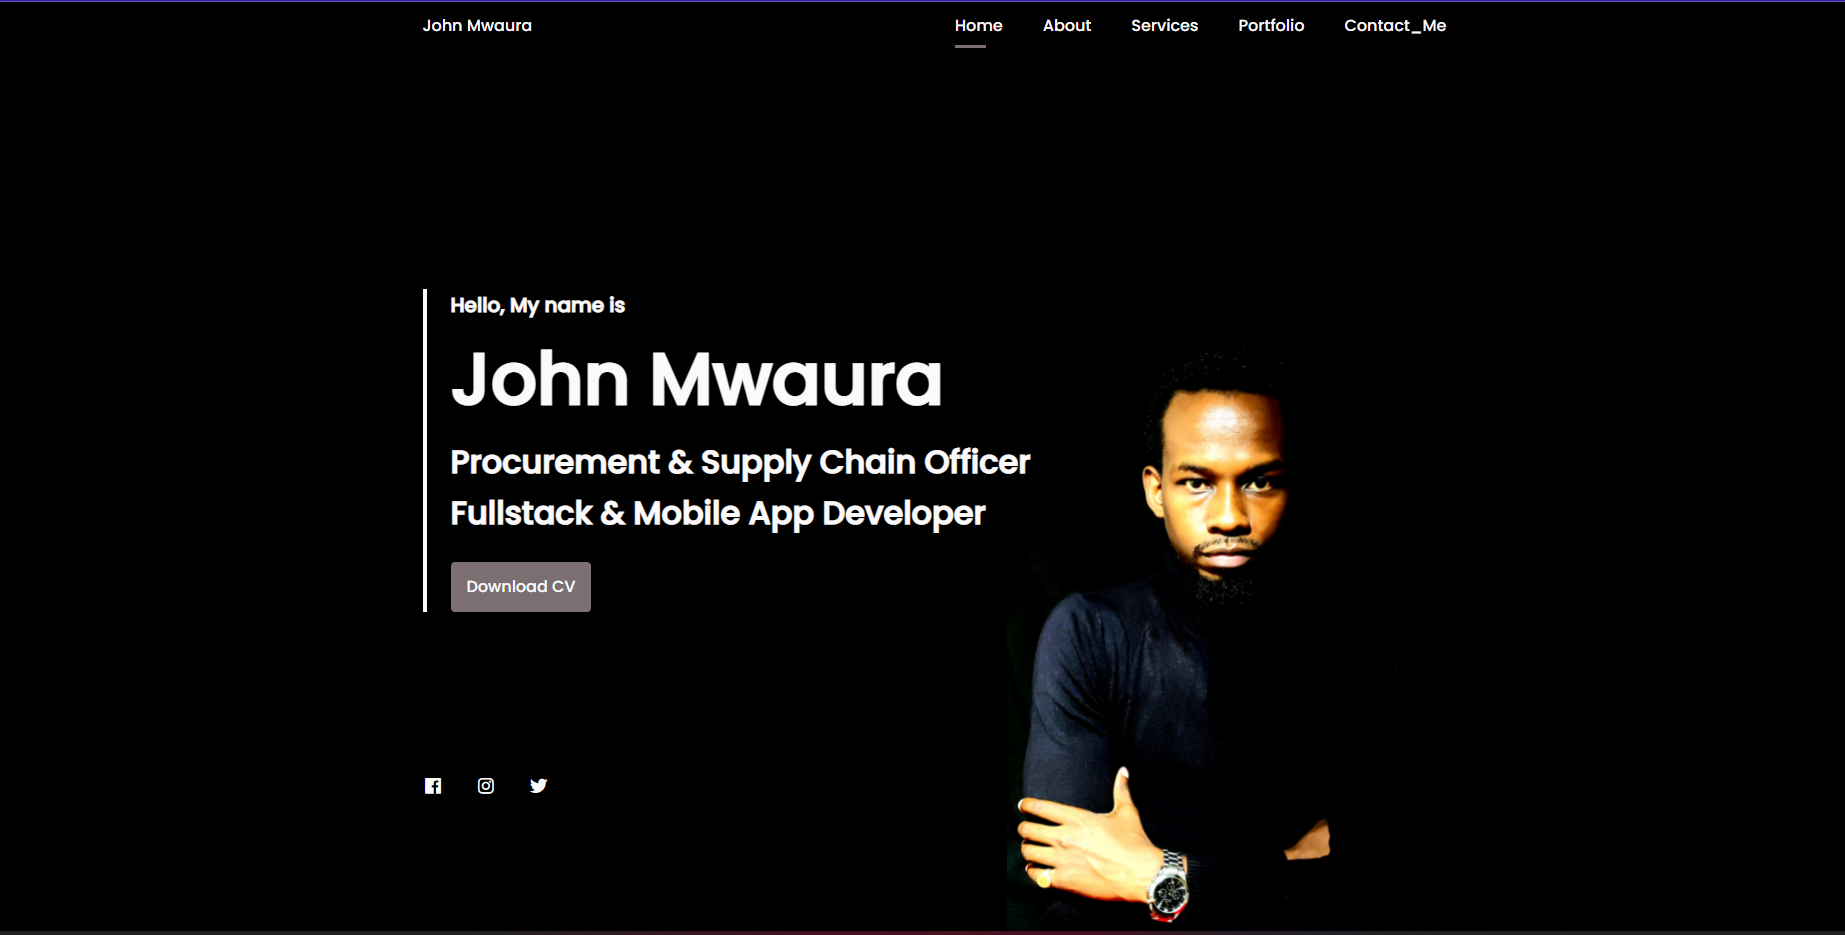 John Mwaura
Home About Services Portfolio Contact_Me
Hello, My name is
John Mwaura
Procurement & Supply Chain Officer
Fullstack & Mobile App Developer
Download CV